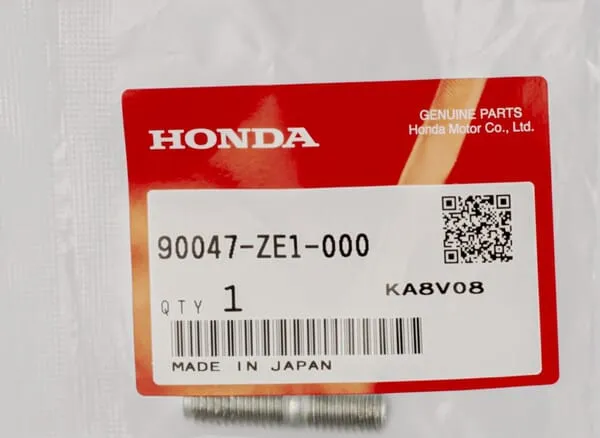 GENUINE PARTS
HONDA
Honda Motor Co., Ltd.
90047-ZE1-000
KA8V08
QTY 1
MADE IN JAPAN